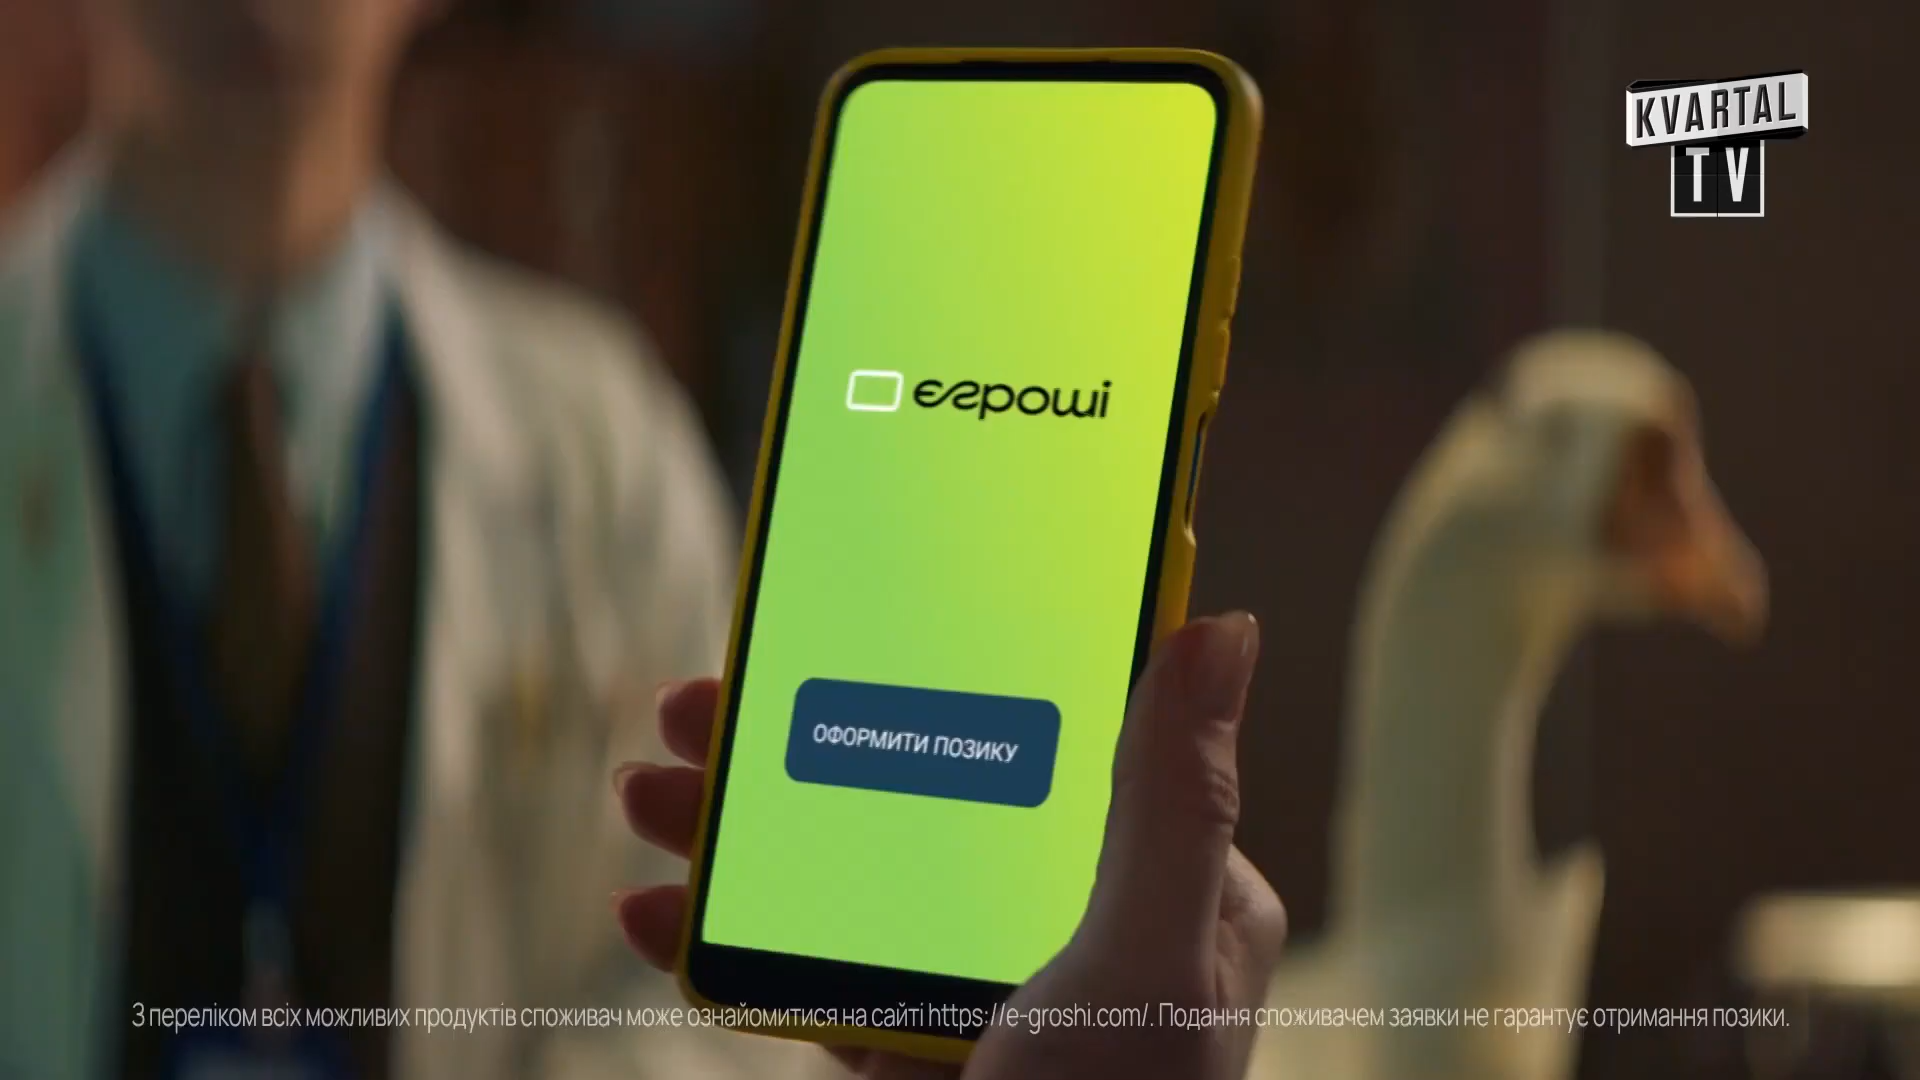 KVARTAL
TV
єгроші
ОФОРМИТИ ПОЗИКУ
З переліком всіх можливих продуктів споживач може ознайомитися на сайті https://e-groshi.com/. Подання споживачем заявки не гарантує отримання позики.